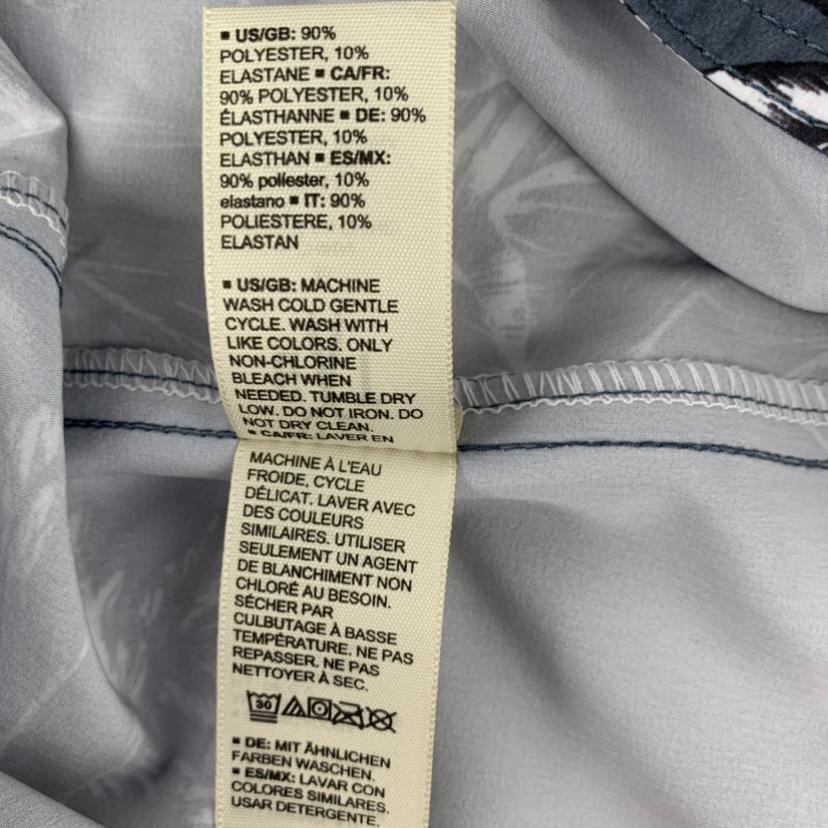 ▪ US/GB: 90%
POLYESTER, 10%
ELASTANE ▪ CA/FR:
90% POLYESTER, 10%
ÉLASTHANNE ▪ DE: 90%
POLYESTER, 10%
ELASTHAN ▪ ES/MX:
90% poliester, 10%
elastano ▪ IT: 90%
POLIESTERE, 10%
ELASTAN
▪ US/GB: MACHINE
WASH COLD GENTLE
CYCLE. WASH WITH
LIKE COLORS. ONLY
NON-CHLORINE
BLEACH WHEN
NEEDED. TUMBLE DRY
LOW. DO NOT IRON. DO
NOT DRY CLEAN.
▪ CA/FR: LAVER EN
MACHINE À L'EAU
FROIDE, CYCLE
DÉLICAT. LAVER AVEC
DES COULEURS
SIMILAIRES. UTILISER
SEULEMENT UN AGENT
DE BLANCHIMENT NON
CHLORÉ AU BESOIN.
SÉCHER PAR
CULBUTAGE À BASSE
TEMPÉRATURE. NE PAS
REPASSER. NE PAS
NETTOYER À SEC.
30
▪ DE: MIT ÄHNLICHEN
FARBEN WASCHEN.
▪ ES/MX: LAVAR CON
COLORES SIMILARES.
USAR DETERGENTE.